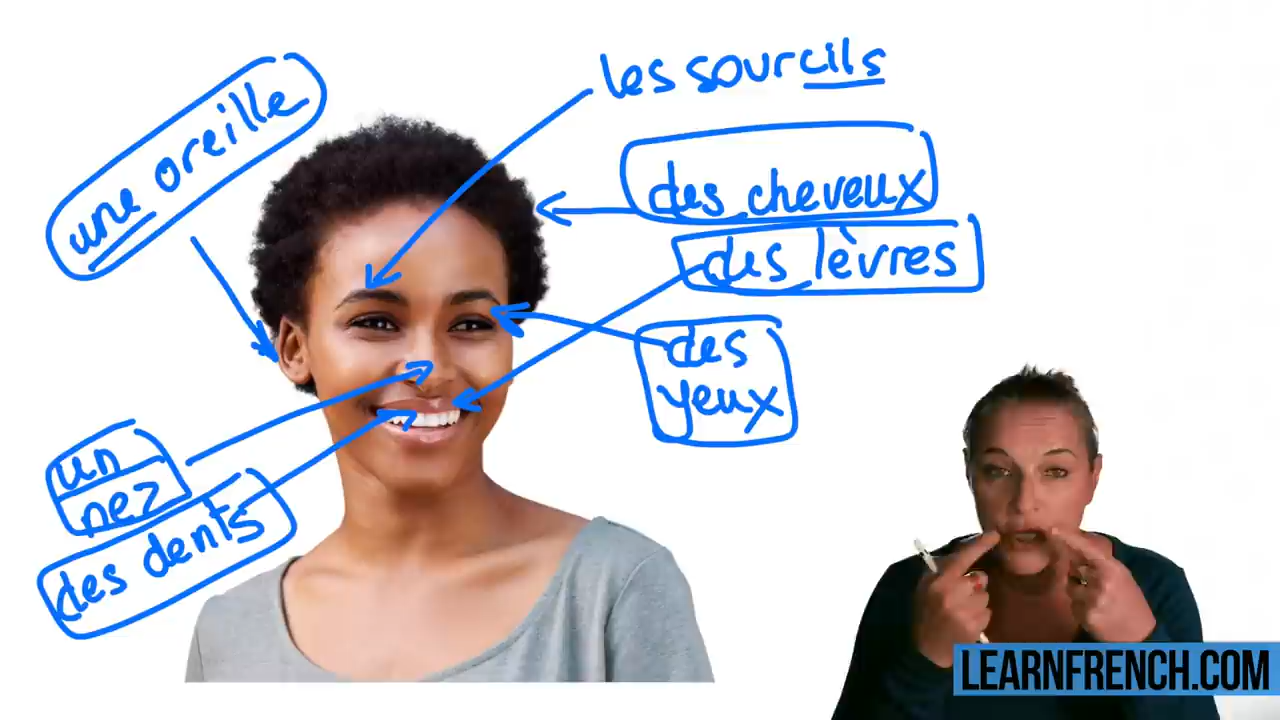 les sourcils
une oreille
des cheveux
des lèvres
des
yeux
un
nez
des dents
LEARNFRENCH.COM